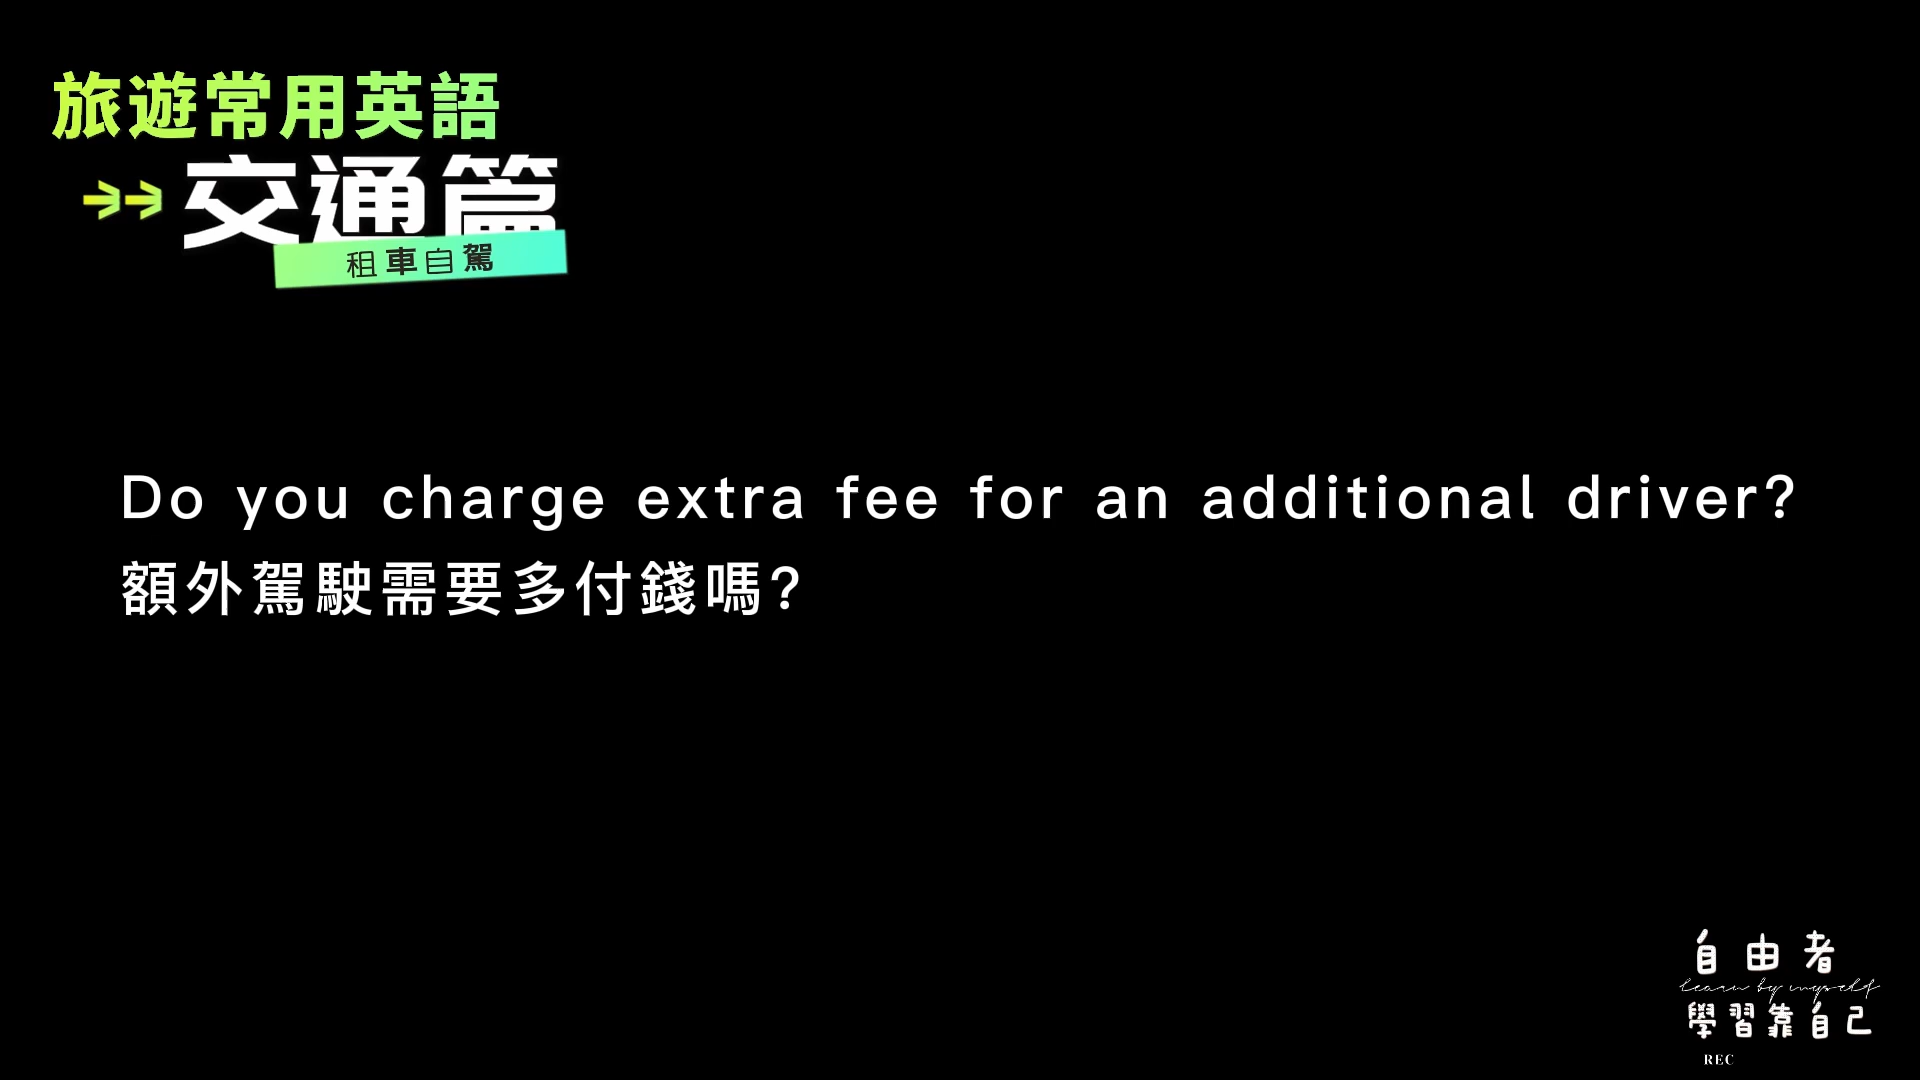 旅遊常用英語
交通篇
租車自駕
Do you charge extra fee for an additional driver?
額外駕駛需要多付錢嗎?
自由者
learn by myself
學習靠自己
REC